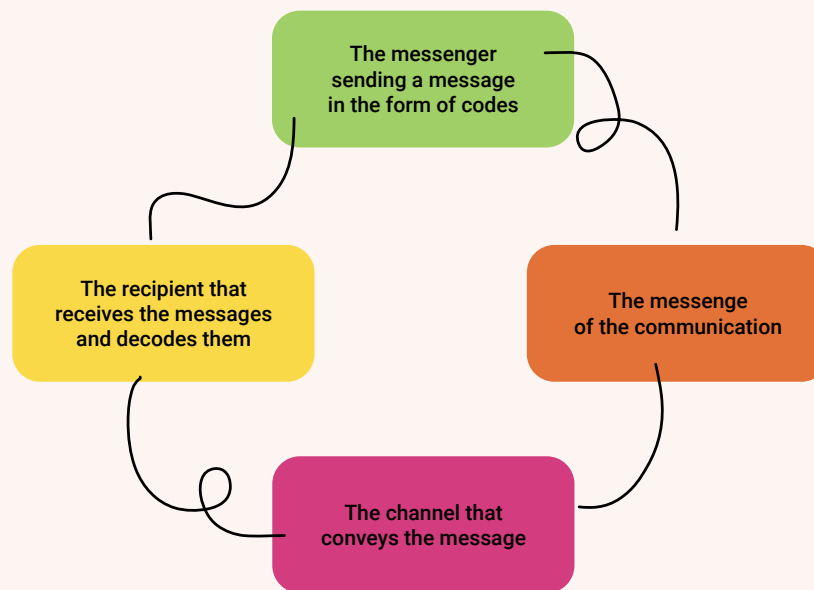 The messenger
sending a message
in the form of codes
The recipient that
receives the messages
and decodes them
The messenge
of the communication
The channel that
conveys the message